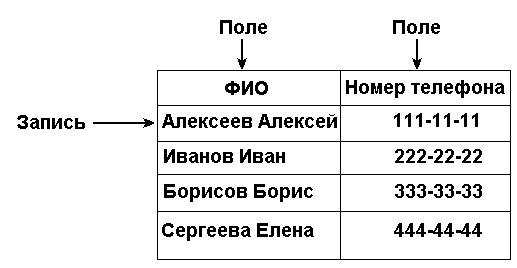 Поле Поле
ФИО Номер телефона
Запись Алексеев Алексей 111-11-11
Иванов Иван 222-22-22
Борисов Борис 333-33-33
Сергеева Елена 444-44-44